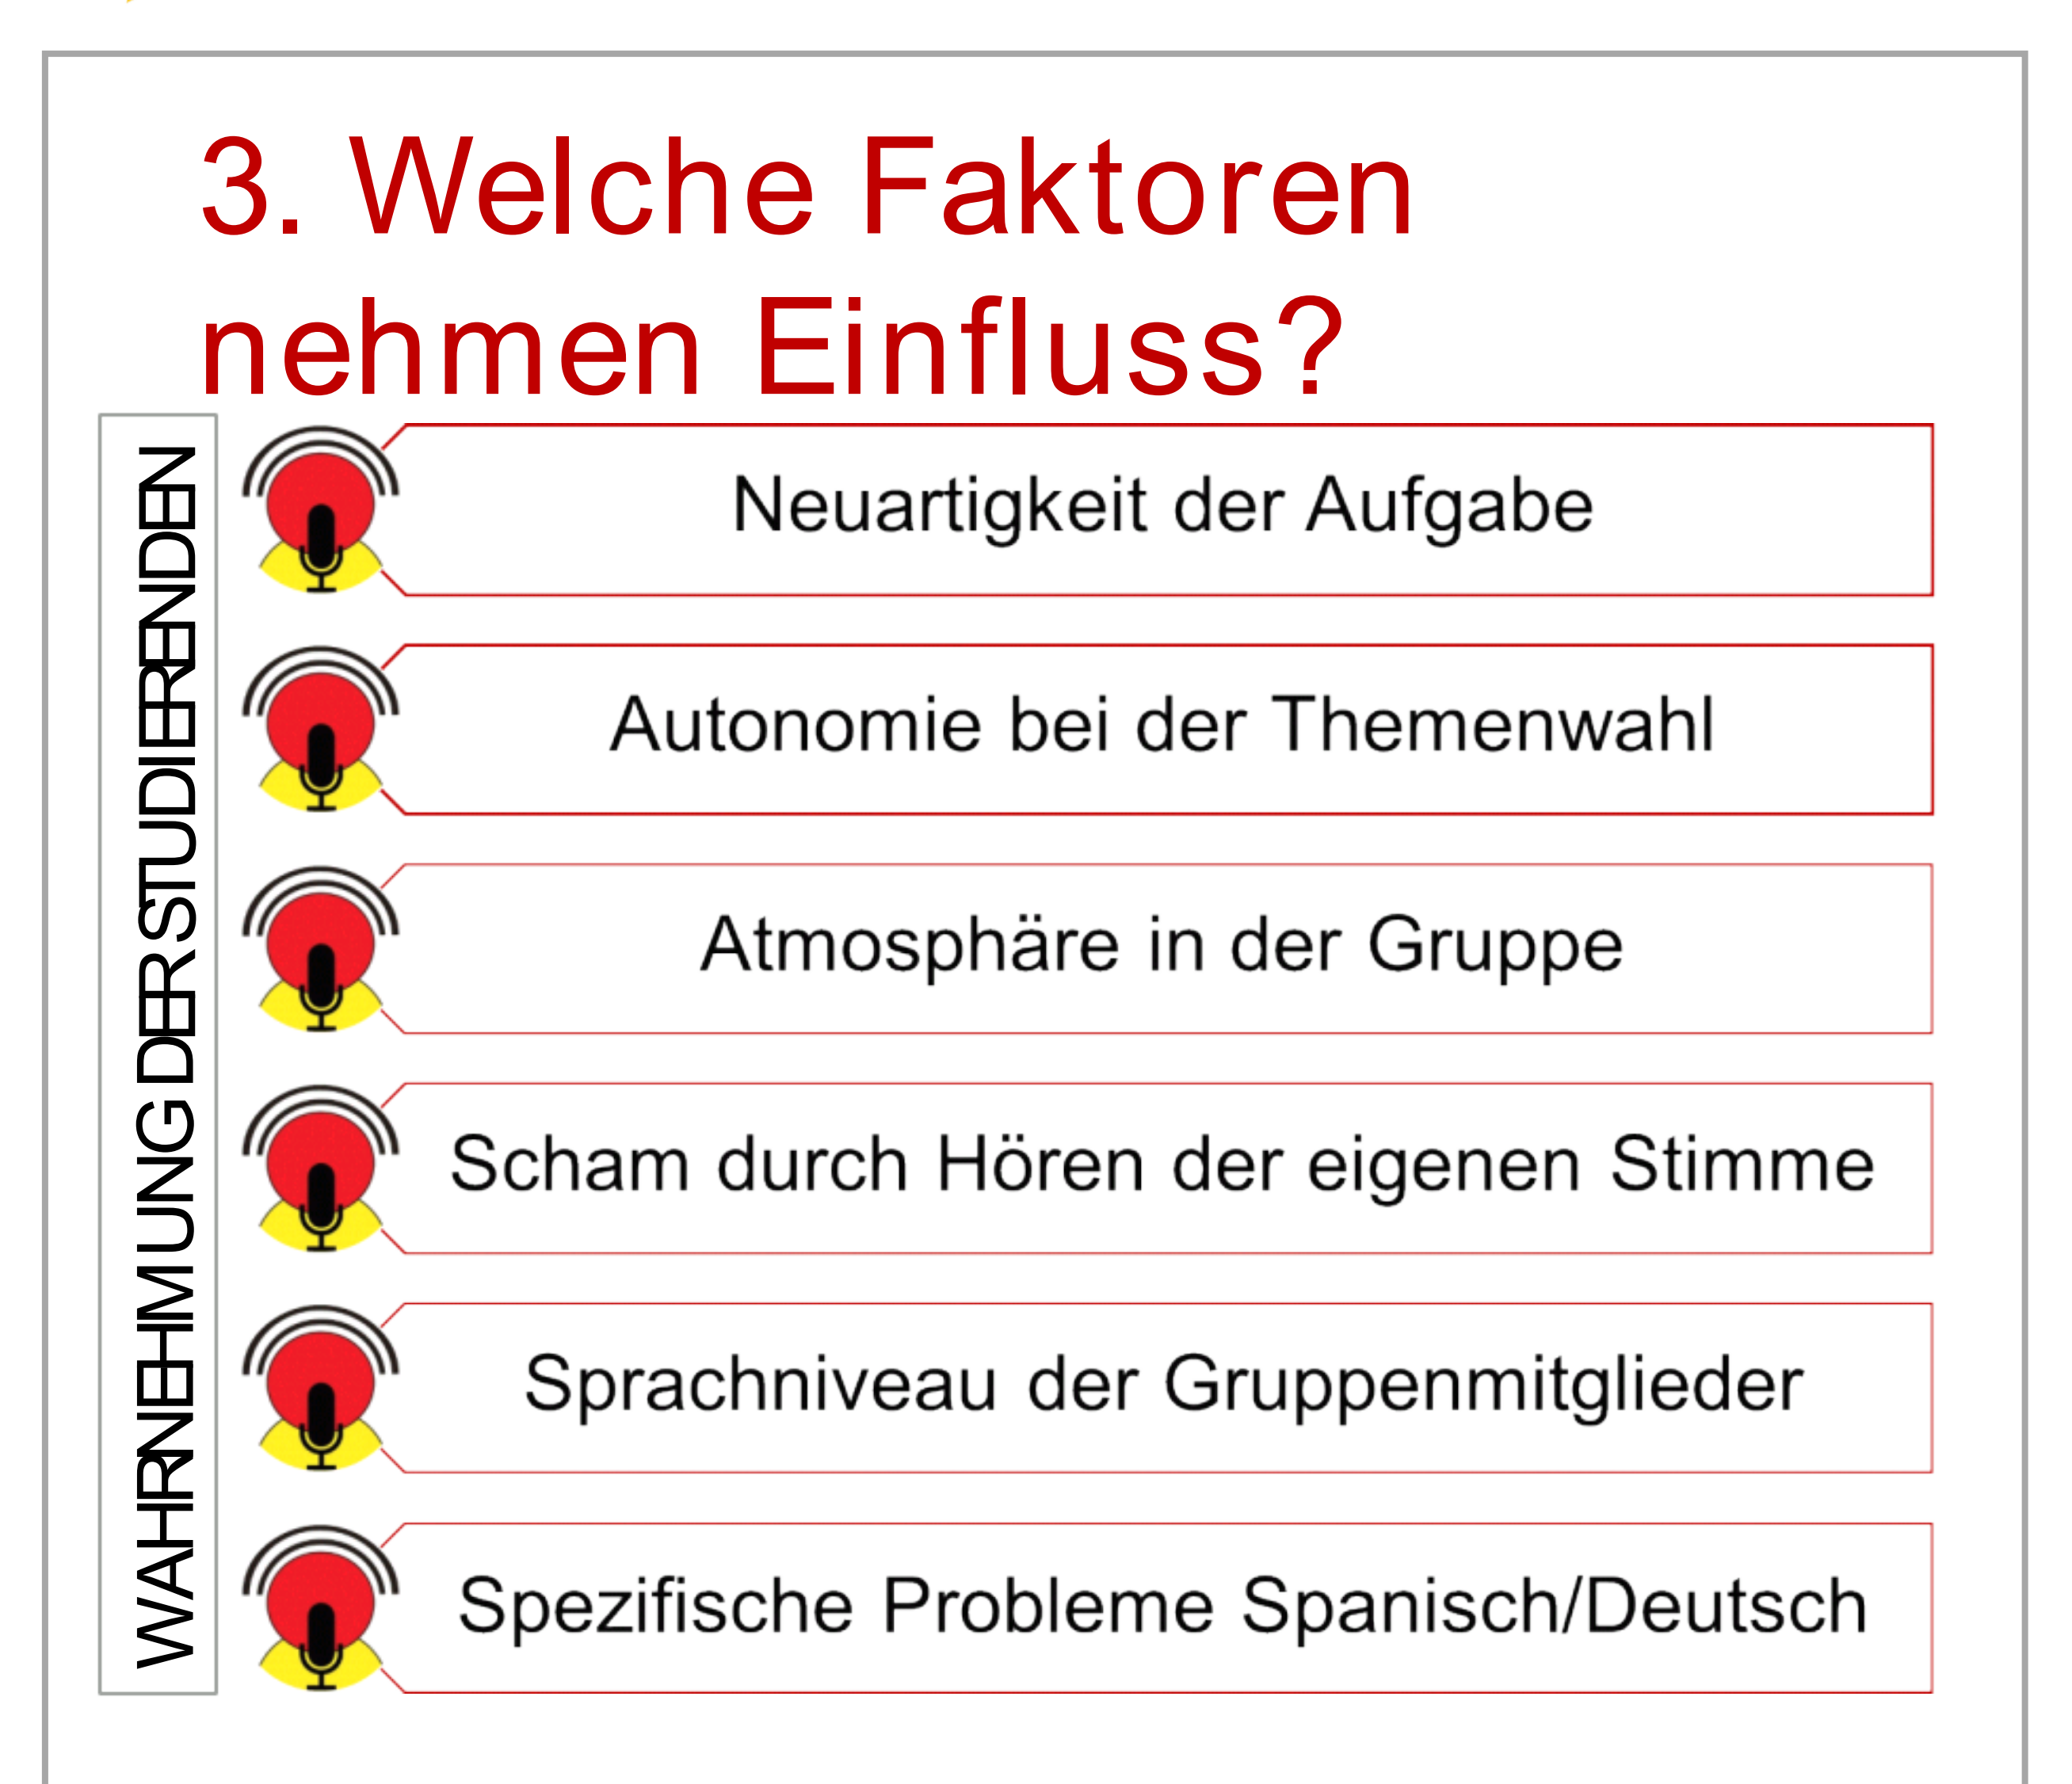 3. Welche Faktoren
nehmen Einfluss?
WAHRNEHMUNG DER STUDIERENDEN
Neuartigkeit der Aufgabe
Autonomie bei der Themenwahl
Atmosphäre in der Gruppe
Scham durch Hören der eigenen Stimme
Sprachniveau der Gruppenmitglieder
Spezifische Probleme Spanisch/Deutsch